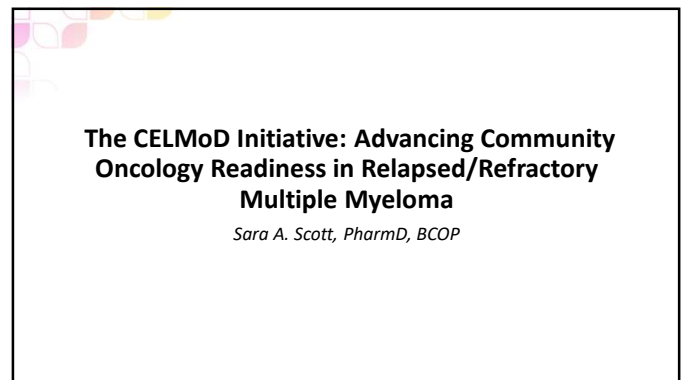 The CELMoD Initiative: Advancing Community
Oncology Readiness in Relapsed/Refractory
Multiple Myeloma
Sara A. Scott, PharmD, BCOP